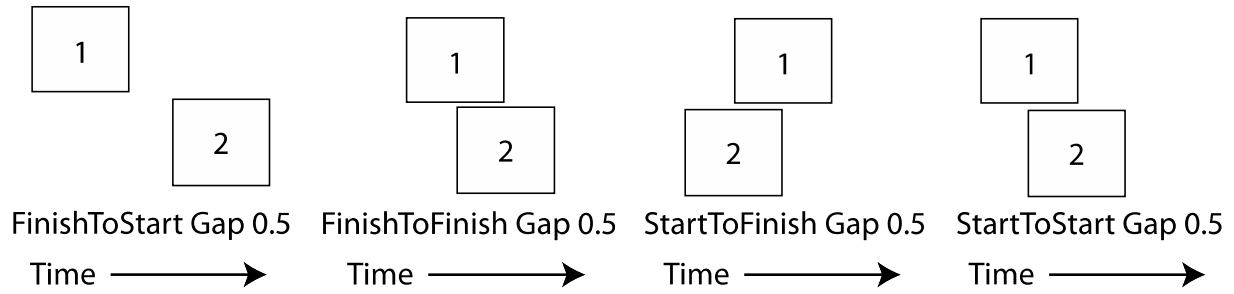 1
2
FinishToStart Gap 0.5
Time
1
2
FinishToFinish Gap 0.5
Time
1
2
StartToFinish Gap 0.5
Time
1
2
StartToStart Gap 0.5
Time